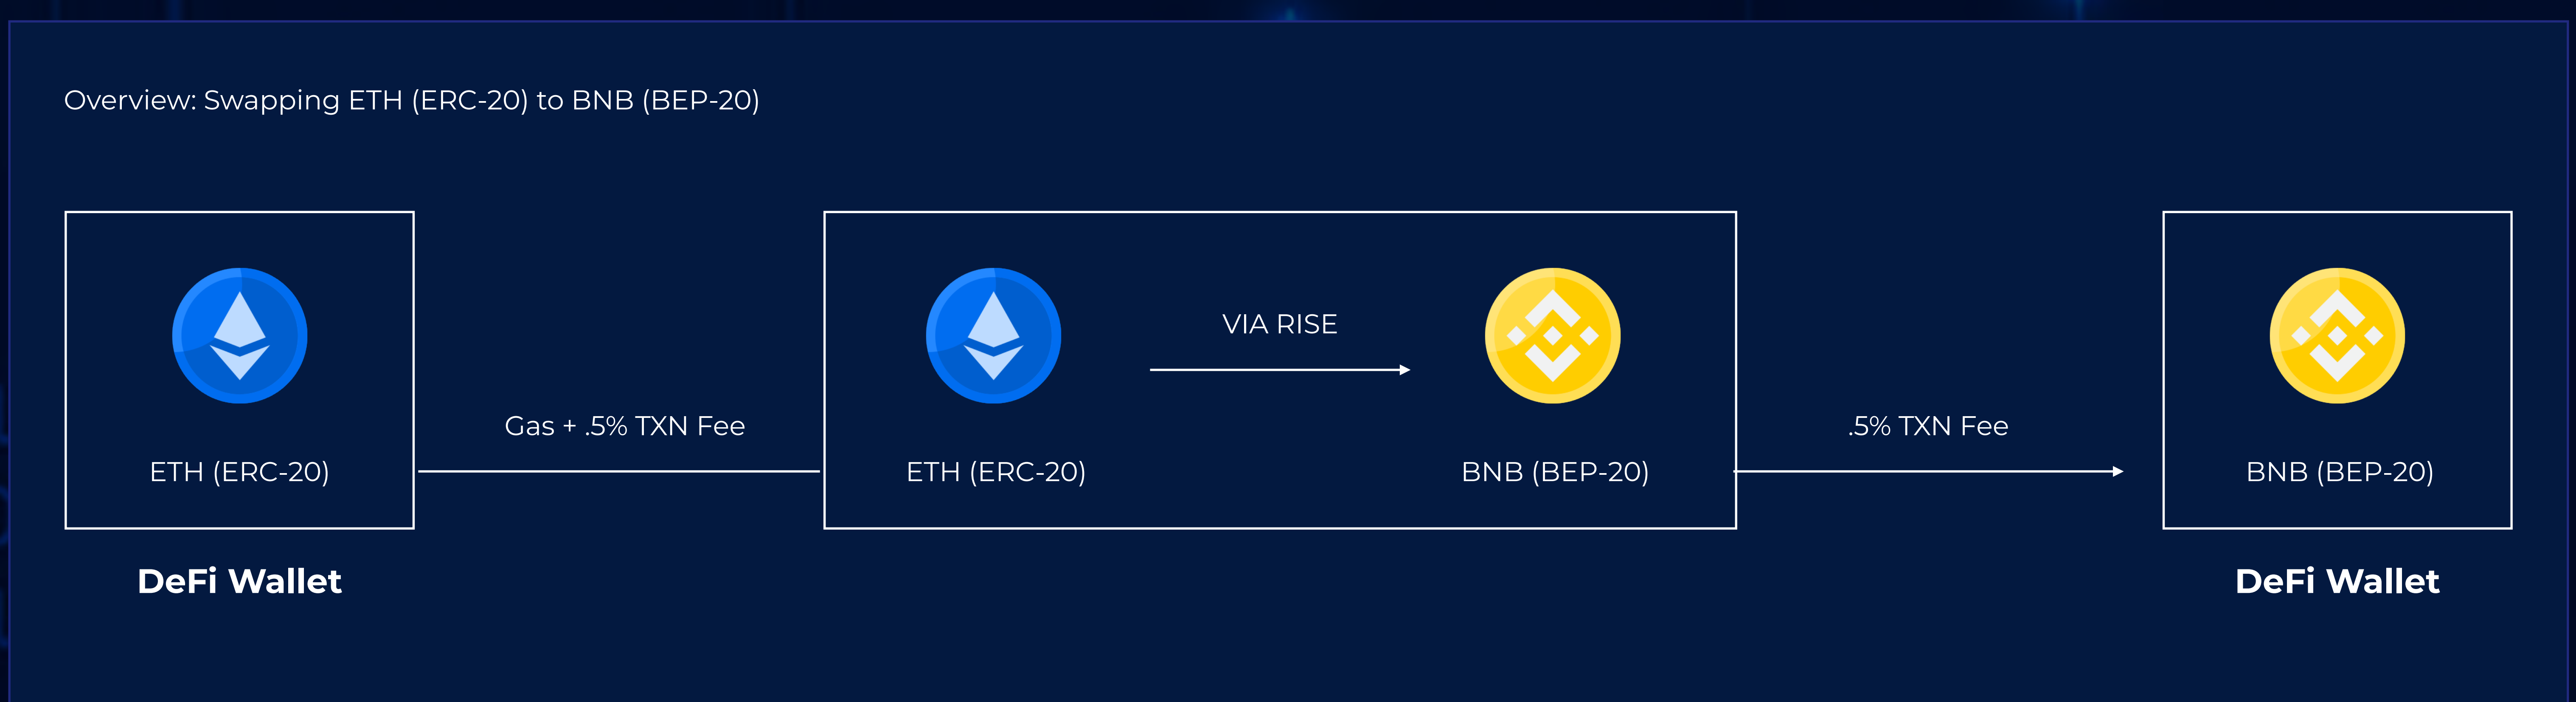 Overview: Swapping ETH (ERC-20) to BNB (BEP-20)
ETH (ERC-20)
DeFi Wallet
Gas + .5% TXN Fee
ETH (ERC-20)
VIA RISE
BNB (BEP-20)
.5% TXN Fee
BNB (BEP-20)
DeFi Wallet